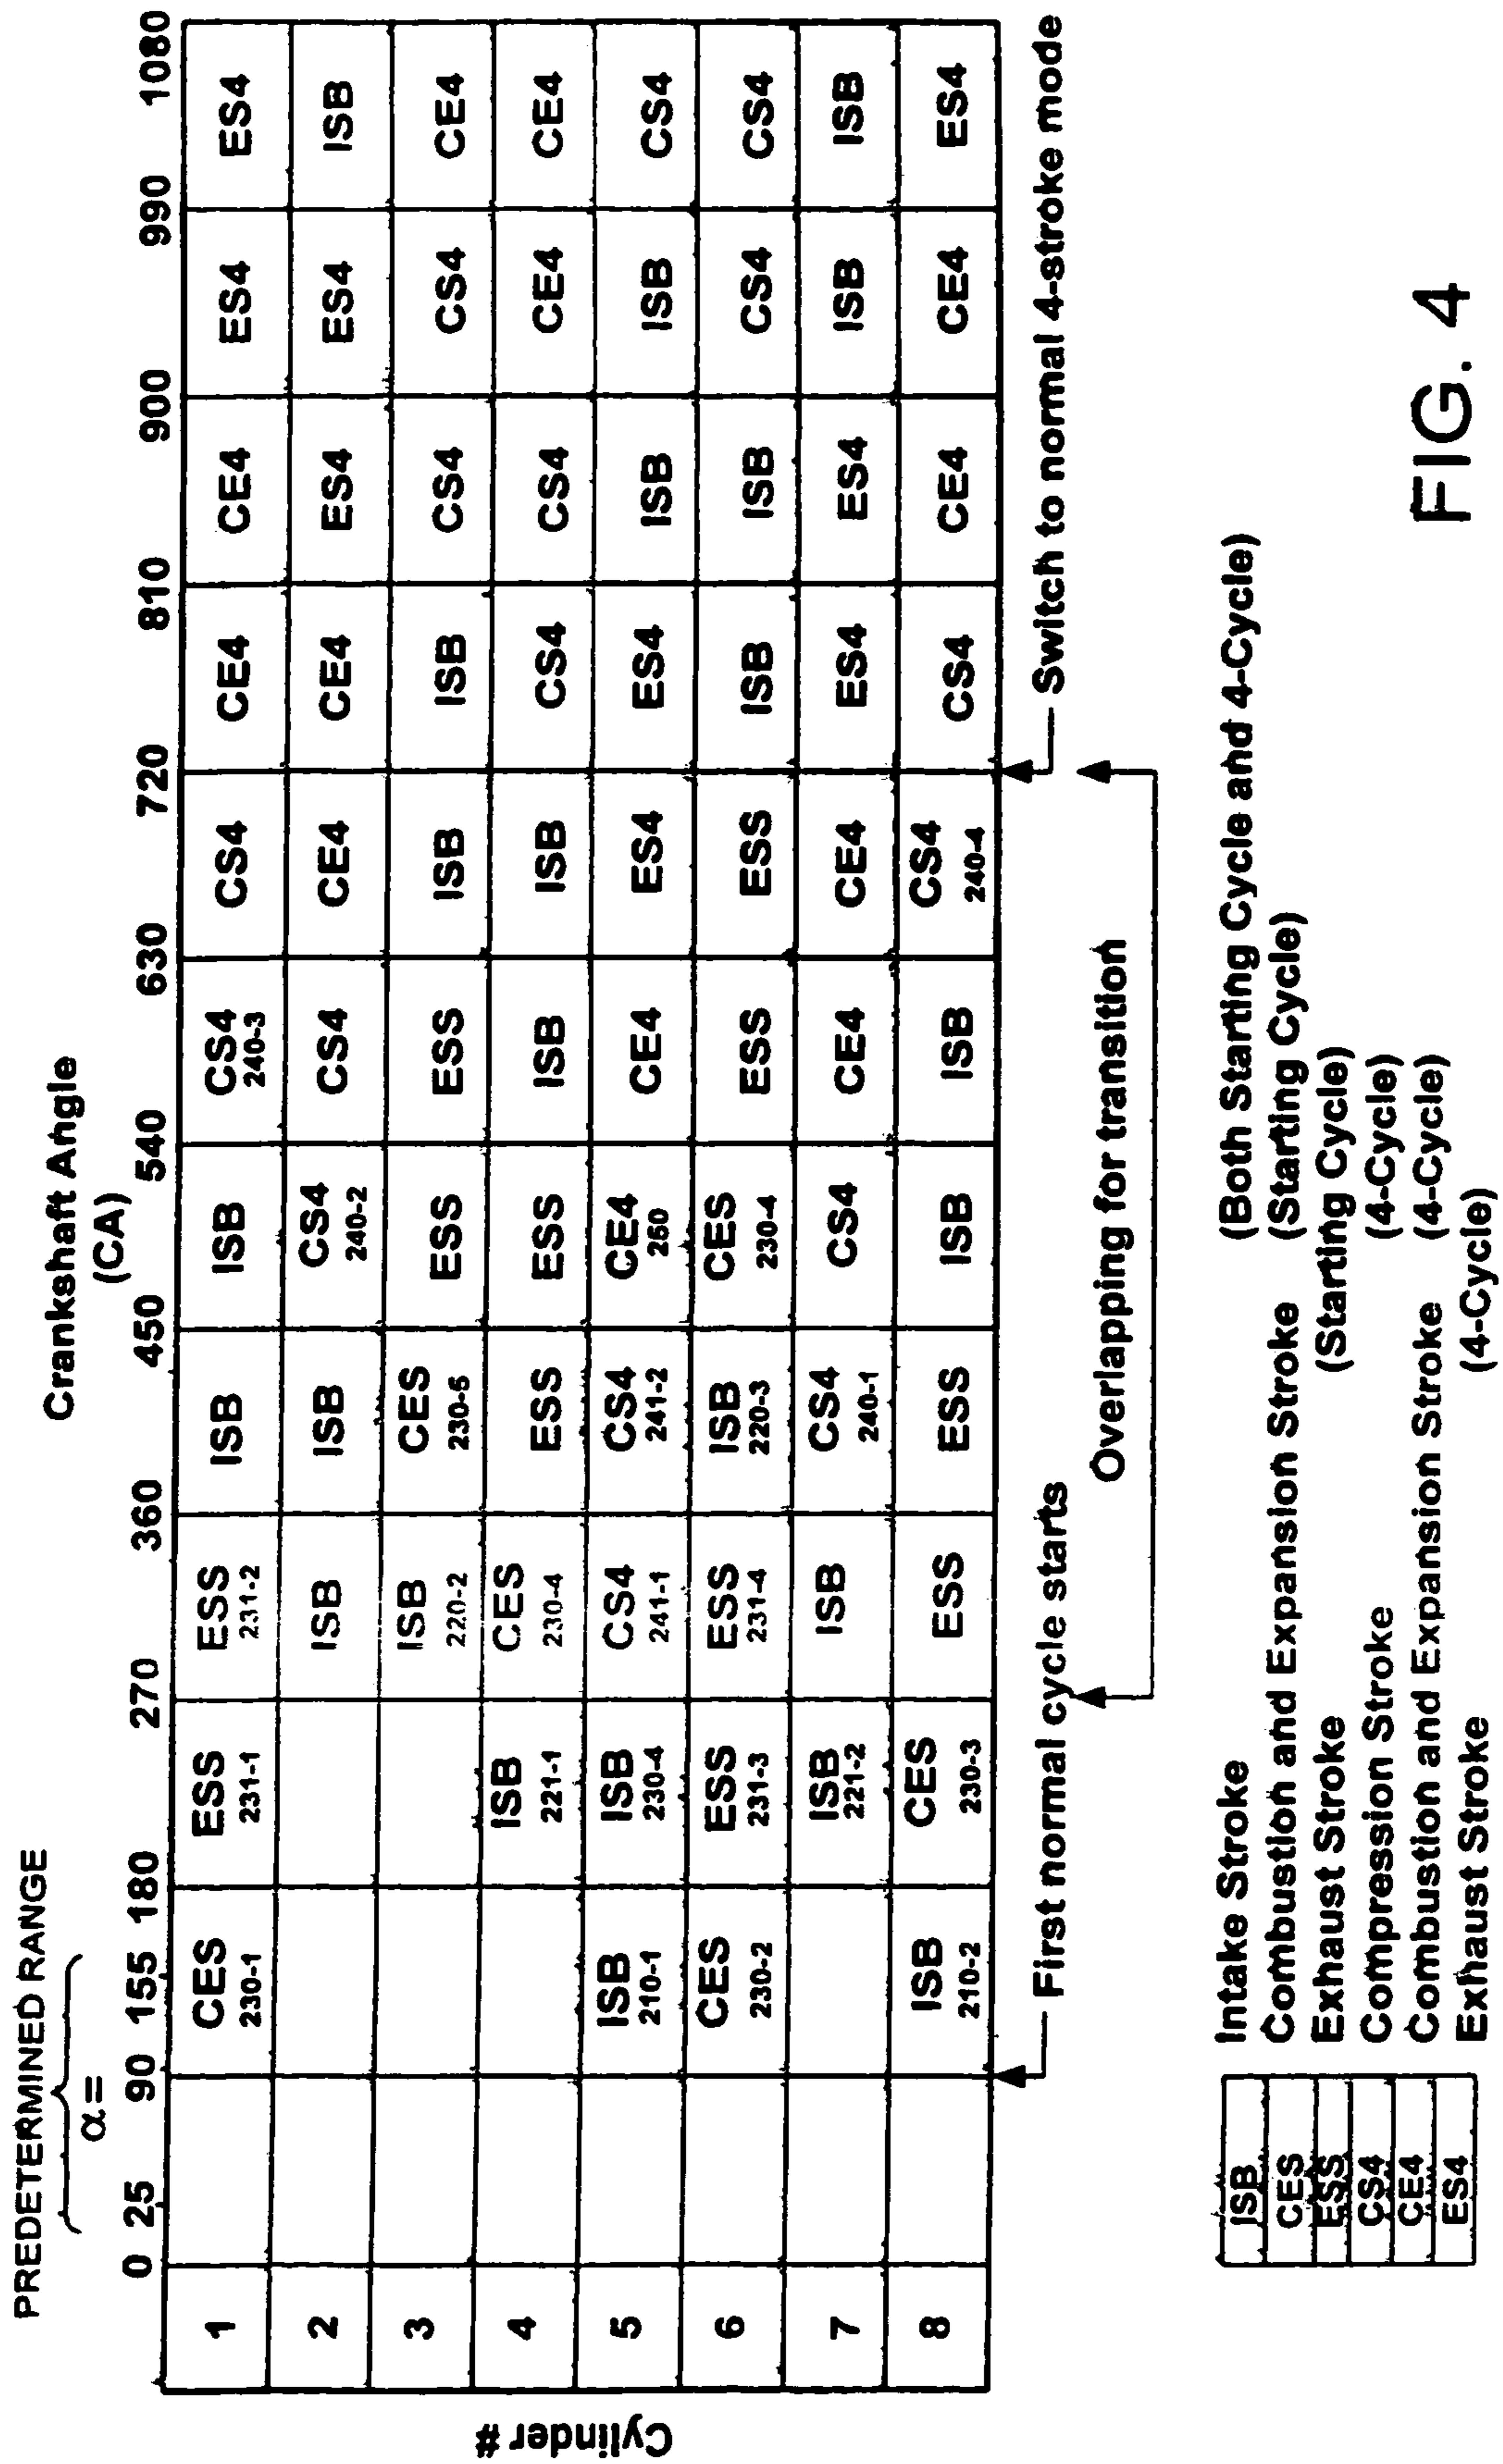 PREDETERMINED RANGE
α=
Crankshaft Angle
(CA)
0 25 90 155 180 270 360 450 540 630 720 810 900 990 1080
Cylinder #
1 CES 230-1 ESS 231-1 ESS 231-2 ISB ISB CS4 240-3 CS4 CE4 CE4 ES4 ES4
2 ISB ISB CS4 240-2 CS4 CE4 CE4 ES4 ES4 ISB
3 ISB 220-2 CES 230-5 ESS ESS ISB ISB CS4 CS4 CE4
4 ISB 221-1 CES 230-4 ESS ESS ISB ISB CS4 CS4 CE4 CE4
5 ISB 210-1 ISB 230-4 CS4 241-1 CS4 241-2 CE4 250 CE4 ES4 ES4 ISB ISB CS4
6 CES 230-2 ESS 231-3 ESS 231-4 ISB 220-3 CES 230-4 ESS ESS ISB ISB CS4 CS4
7 ISB 221-2 ISB CS4 240-1 CS4 CE4 CE4 ES4 ES4 ISB ISB
8 ISB 210-2 CES 230-3 ESS ESS ISB ISB CS4 240-4 CS4 CE4 CE4 ES4
First normal cycle starts
Switch to normal 4-stroke mode
Overlapping for transition
ISB Intake Stroke (Both Starting Cycle and 4-Cycle)
CES Combustion and Expansion Stroke (Starting Cycle)
ESS Exhaust Stroke (Starting Cycle)
CS4 Compression Stroke (4-Cycle)
CE4 Combustion and Expansion Stroke (4-Cycle)
ES4 Exhaust Stroke (4-Cycle)
FIG. 4